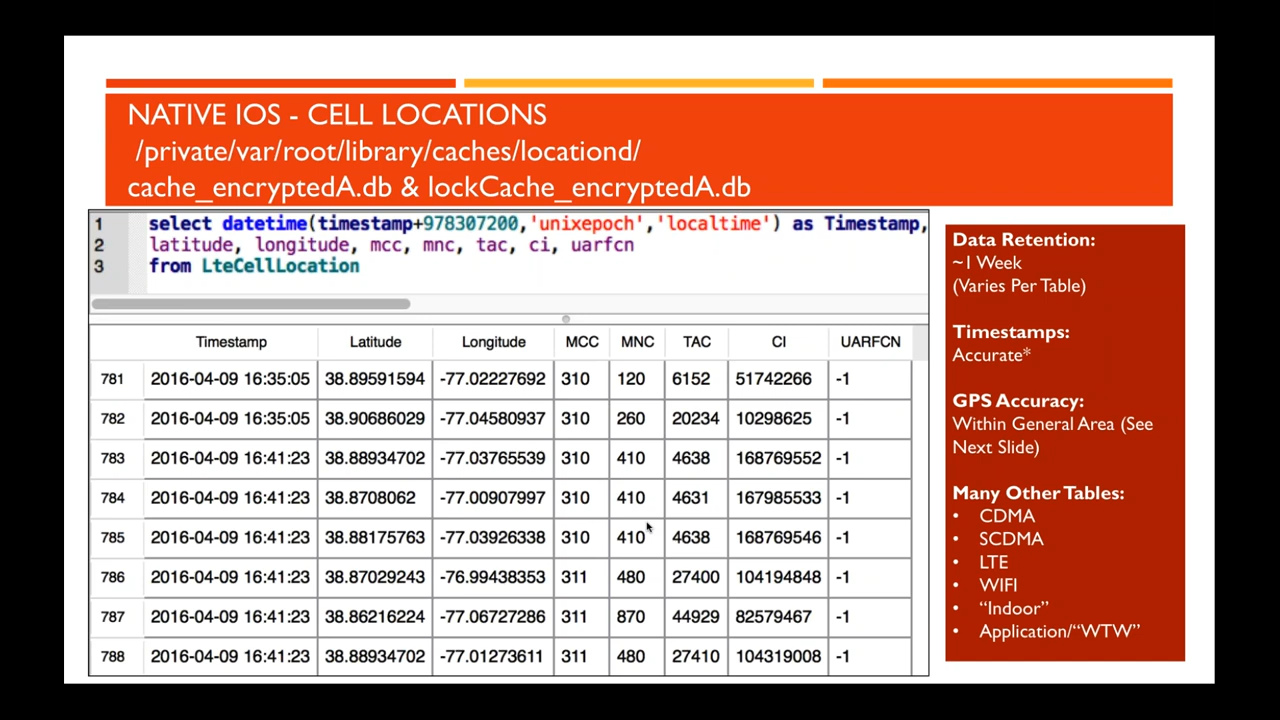 NATIVE IOS - CELL LOCATIONS
/private/var/root/library/caches/locationd/
cache_encryptedA.db & lockCache_encryptedA.db
1 select datetime(timestamp+978307200,'unixepoch','localtime') as Timestamp,
2 latitude, longitude, mcc, mnc, tac, ci, uarfcn
3 from LteCellLocation
Timestamp Latitude Longitude MCC MNC TAC CI UARFCN
781 2016-04-09 16:35:05 38.89591594 -77.02227692 310 120 6152 51742266 -1
782 2016-04-09 16:35:05 38.90686029 -77.04580937 310 260 20234 10298625 -1
783 2016-04-09 16:41:23 38.88934702 -77.03765539 310 410 4638 168769552 -1
784 2016-04-09 16:41:23 38.8708062 -77.00907997 310 410 4631 167985533 -1
785 2016-04-09 16:41:23 38.88175763 -77.03926338 310 410 4638 168769546 -1
786 2016-04-09 16:41:23 38.87029243 -76.99438353 311 480 27400 104194848 -1
787 2016-04-09 16:41:23 38.86216224 -77.06727286 311 870 44929 82579467 -1
788 2016-04-09 16:41:23 38.88934702 -77.01273611 311 480 27410 104319008 -1
Data Retention:
~1 Week
(Varies Per Table)
Timestamps:
Accurate*
GPS Accuracy:
Within General Area (See
Next Slide)
Many Other Tables:
• CDMA
• SCDMA
• LTE
• WIFI
• “Indoor”
• Application/“WTW”